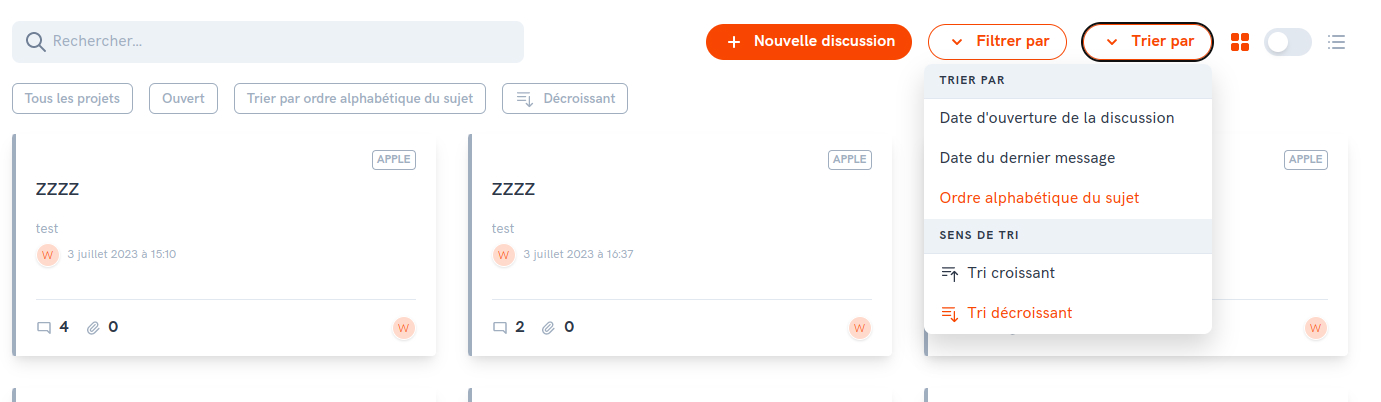 Rechercher...
Nouvelle discussion
Filtrer par
Trier par
Tous les projets
Ouvert
Trier par ordre alphabétique du sujet
Décroissant
TRIER PAR
Date d'ouverture de la discussion
Date du dernier message
Ordre alphabétique du sujet
SENS DE TRI
Tri croissant
Tri décroissant
APPLE
zzzz
test
W 3 juillet 2023 à 15:10
4 0 W
APPLE
zzzz
test
W 3 juillet 2023 à 16:37
2 0 W
APPLE
W